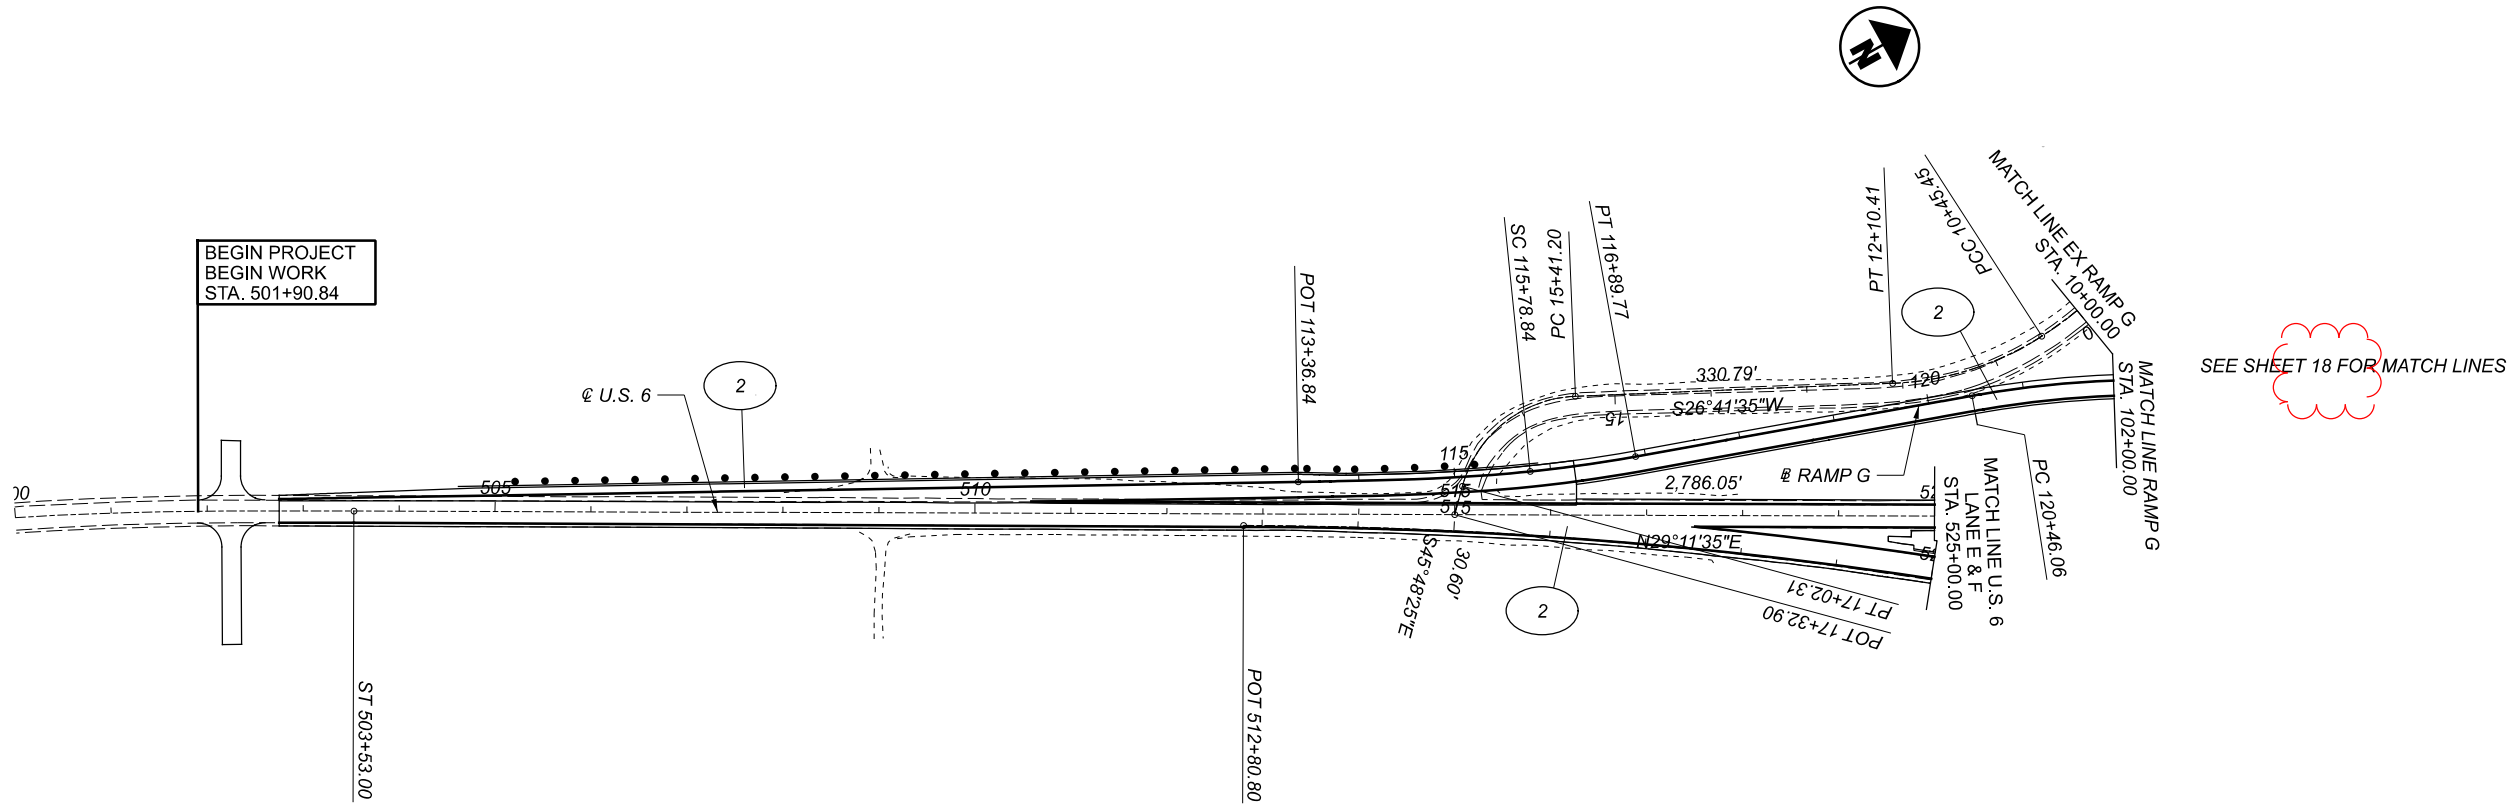 N
BEGIN PROJECT
BEGIN WORK
STA. 501+90.84
℄ U.S. 6
2
POT 113+36.84
SC 115+78.84
PC 15+41.20
PT 116+89.77
PT 12+10.41
PCC 10+45.45
MATCH LINE EX RAMP G
STA. 10+00.00
2
MATCH LINE RAMP G
STA. 102+00.00
SEE SHEET 18 FOR MATCH LINES
330.79'
120
S26°41'35"W
15
115
505
510
515
515
2,786.05'
RAMP G
N29°11'35"E
MATCH LINE U.S. 6
LANE E & F
STA. 525+00.00
PC 120+46.06
S45°48'25"E
30.60'
2
PT 17+02.31
POT 17+32.90
ST 503+53.00
POT 512+80.80